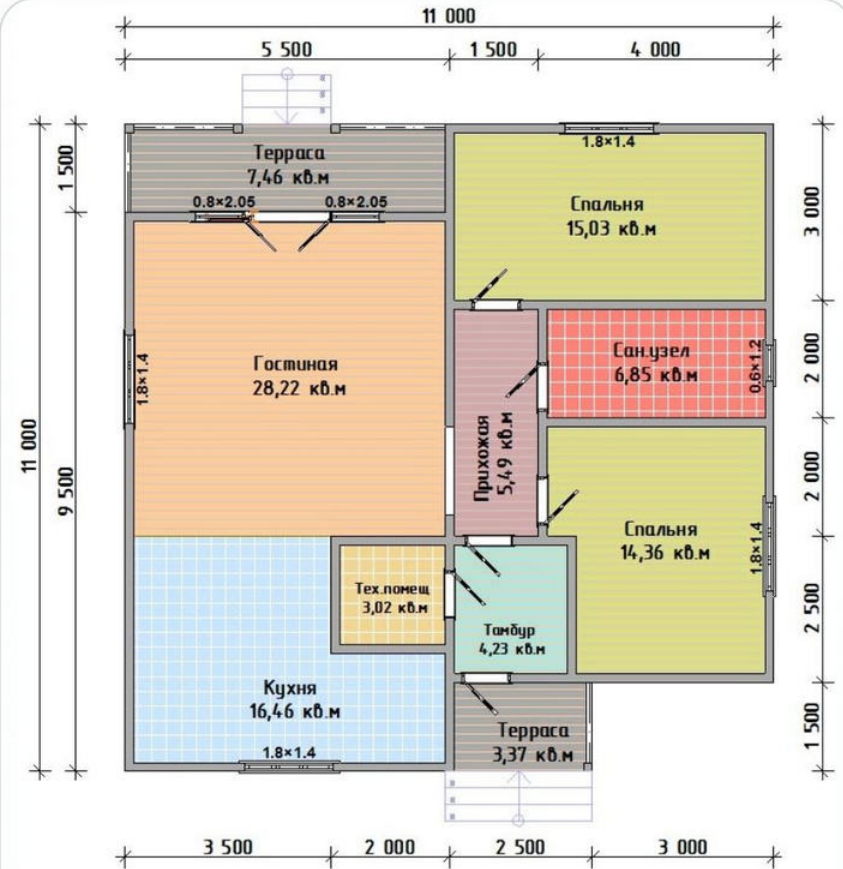 11 000
5 500
1 500
4 000
Терраса
7,46 кв.м
0.8×2.05
0.8×2.05
1.8×1.4
Спальня
15,03 кв.м
1 500
3 000
Гостиная
28,22 кв.м
1.8×1.4
Сан.узел
6,85 кв.м
0.6×1.2
2 000
Прихожая
5,49 кв.м
11 000
9 500
2 000
Спальня
14,36 кв.м
1.8×1.4
Тех.помещ
3,02 кв.м
Тамбур
4,23 кв.м
2 500
Кухня
16,46 кв.м
1.8×1.4
Терраса
3,37 кв.м
1 500
3 500
2 000
2 500
3 000